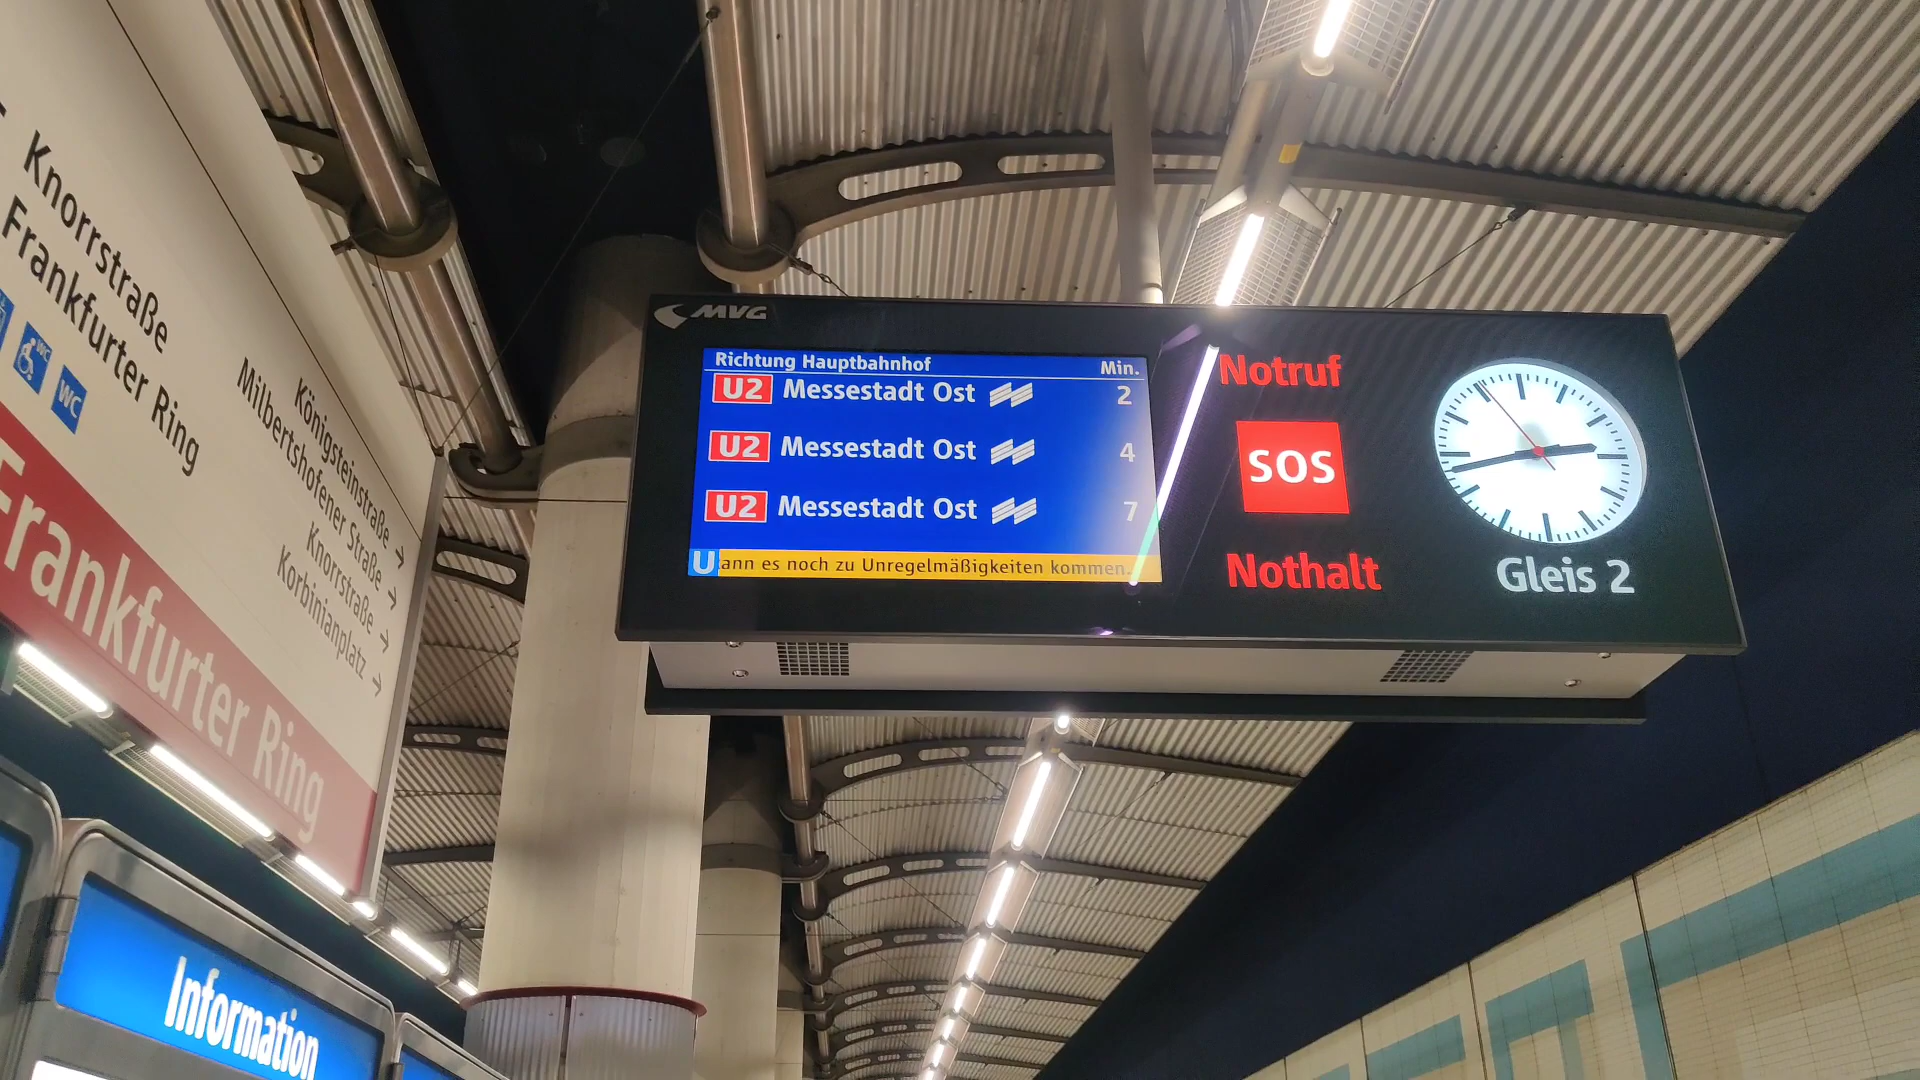 Knorrstraße
Frankfurter Ring
WC
WC
Königsteinstraße →
Milbertshofener Straße →
Knorrstraße →
Korbinianplatz →
Frankfurter Ring
Information
MVG
Richtung Hauptbahnhof Min.
U2 Messestadt Ost 2
U2 Messestadt Ost 4
U2 Messestadt Ost 7
U ann es noch zu Unregelmäßigkeiten kommen.
Notruf
SOS
Nothalt
Gleis 2